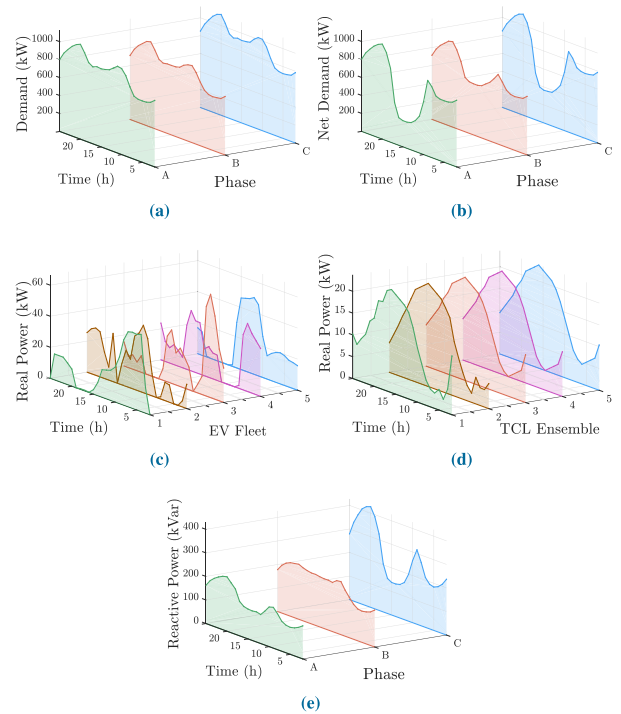 Demand (kW)
1000
800
600
400
200
20
15
10
5
Time (h)
A
B
C
Phase
(a)
Net Demand (kW)
1000
800
600
400
200
20
15
10
5
Time (h)
A
B
C
Phase
(b)
Real Power (kW)
60
40
20
0
20
15
10
5
Time (h)
1
2
3
4
5
EV Fleet
(c)
Real Power (kW)
20
15
10
5
0
20
15
10
5
Time (h)
1
2
3
4
5
TCL Ensemble
(d)
Reactive Power (kVar)
400
300
200
100
0
20
15
10
5
Time (h)
A
B
C
Phase
(e)